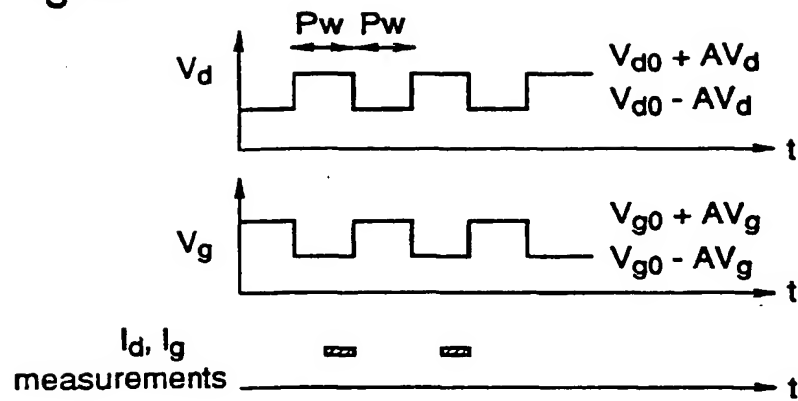 g
Pw Pw
Vd
Vd0 + AVd
Vd0 - AVd
t
Vg
Vg0 + AVg
Vg0 - AVg
t
Id, Ig
measurements
t